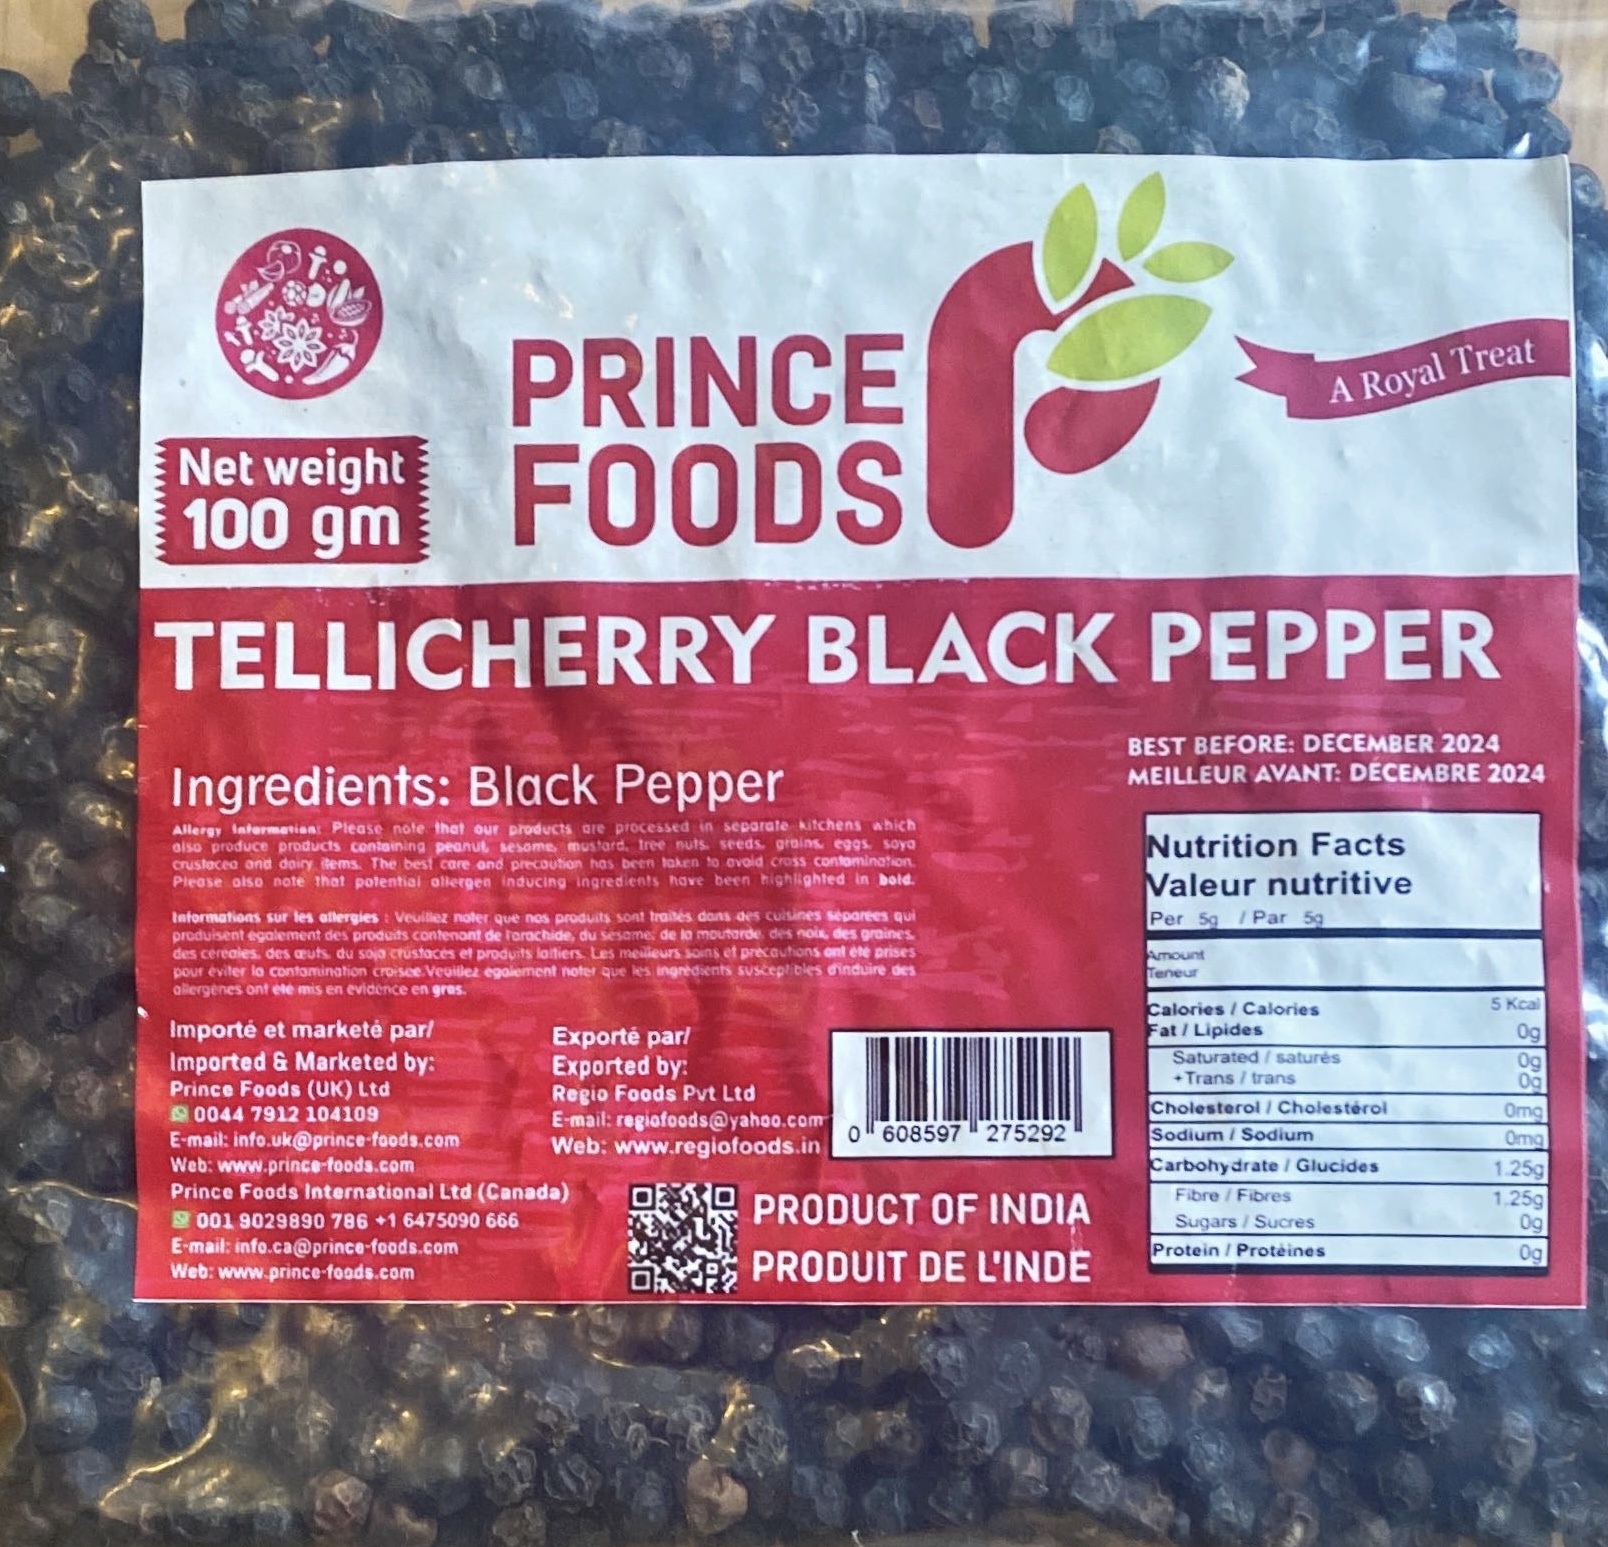 PRINCE
FOODS
A Royal Treat
Net weight
100 gm
TELLICHERRY BLACK PEPPER
BEST BEFORE: DECEMBER 2024
MEILLEUR AVANT: DÉCEMBRE 2024
Ingredients: Black Pepper
Allergy Information: Please note that our products are processed in separate kitchens which
also produce products containing peanut, sesame, mustard, tree nuts, seeds, grains, eggs, soya
crustacea and dairy items. The best care and precaution has been taken to avoid cross contamination.
Please also note that potential allergen inducing ingredients have been highlighted in bold.
Informations sur les allergies : Veuillez noter que nos produits sont traités dans des cuisines séparées qui
produisent également des produits contenant de l'arachide, du sésame, de la moutarde, des noix, des graines,
des céréales, des œufs, du soja crustacés et produits laitiers. Les meilleurs soins et précautions ont été prises
pour éviter la contamination croisée.Veuillez également noter que les ingrédients susceptibles d'induire des
allergènes ont été mis en évidence en gras.
Importé et marketé par/
Imported & Marketed by:
Prince Foods (UK) Ltd
0044 7912 104109
E-mail: info.uk@prince-foods.com
Web: www.prince-foods.com
Prince Foods International Ltd (Canada)
001 9029890 786 +1 6475090 666
E-mail: info.ca@prince-foods.com
Web: www.prince-foods.com
Exporté par/
Exported by:
Regio Foods Pvt Ltd
E-mail: regiofoods@yahoo.com
Web: www.regiofoods.in
0 608597 275292
PRODUCT OF INDIA
PRODUIT DE L'INDE
Nutrition Facts
Valeur nutritive
Per 5g / Par 5g
Amount
Teneur
Calories / Calories 5 Kcal
Fat / Lipides 0g
Saturated / saturés 0g
+Trans / trans 0g
Cholesterol / Cholestérol 0mg
Sodium / Sodium 0mg
Carbohydrate / Glucides 1.25g
Fibre / Fibres 1.25g
Sugars / Sucres 0g
Protein / Protéines 0g